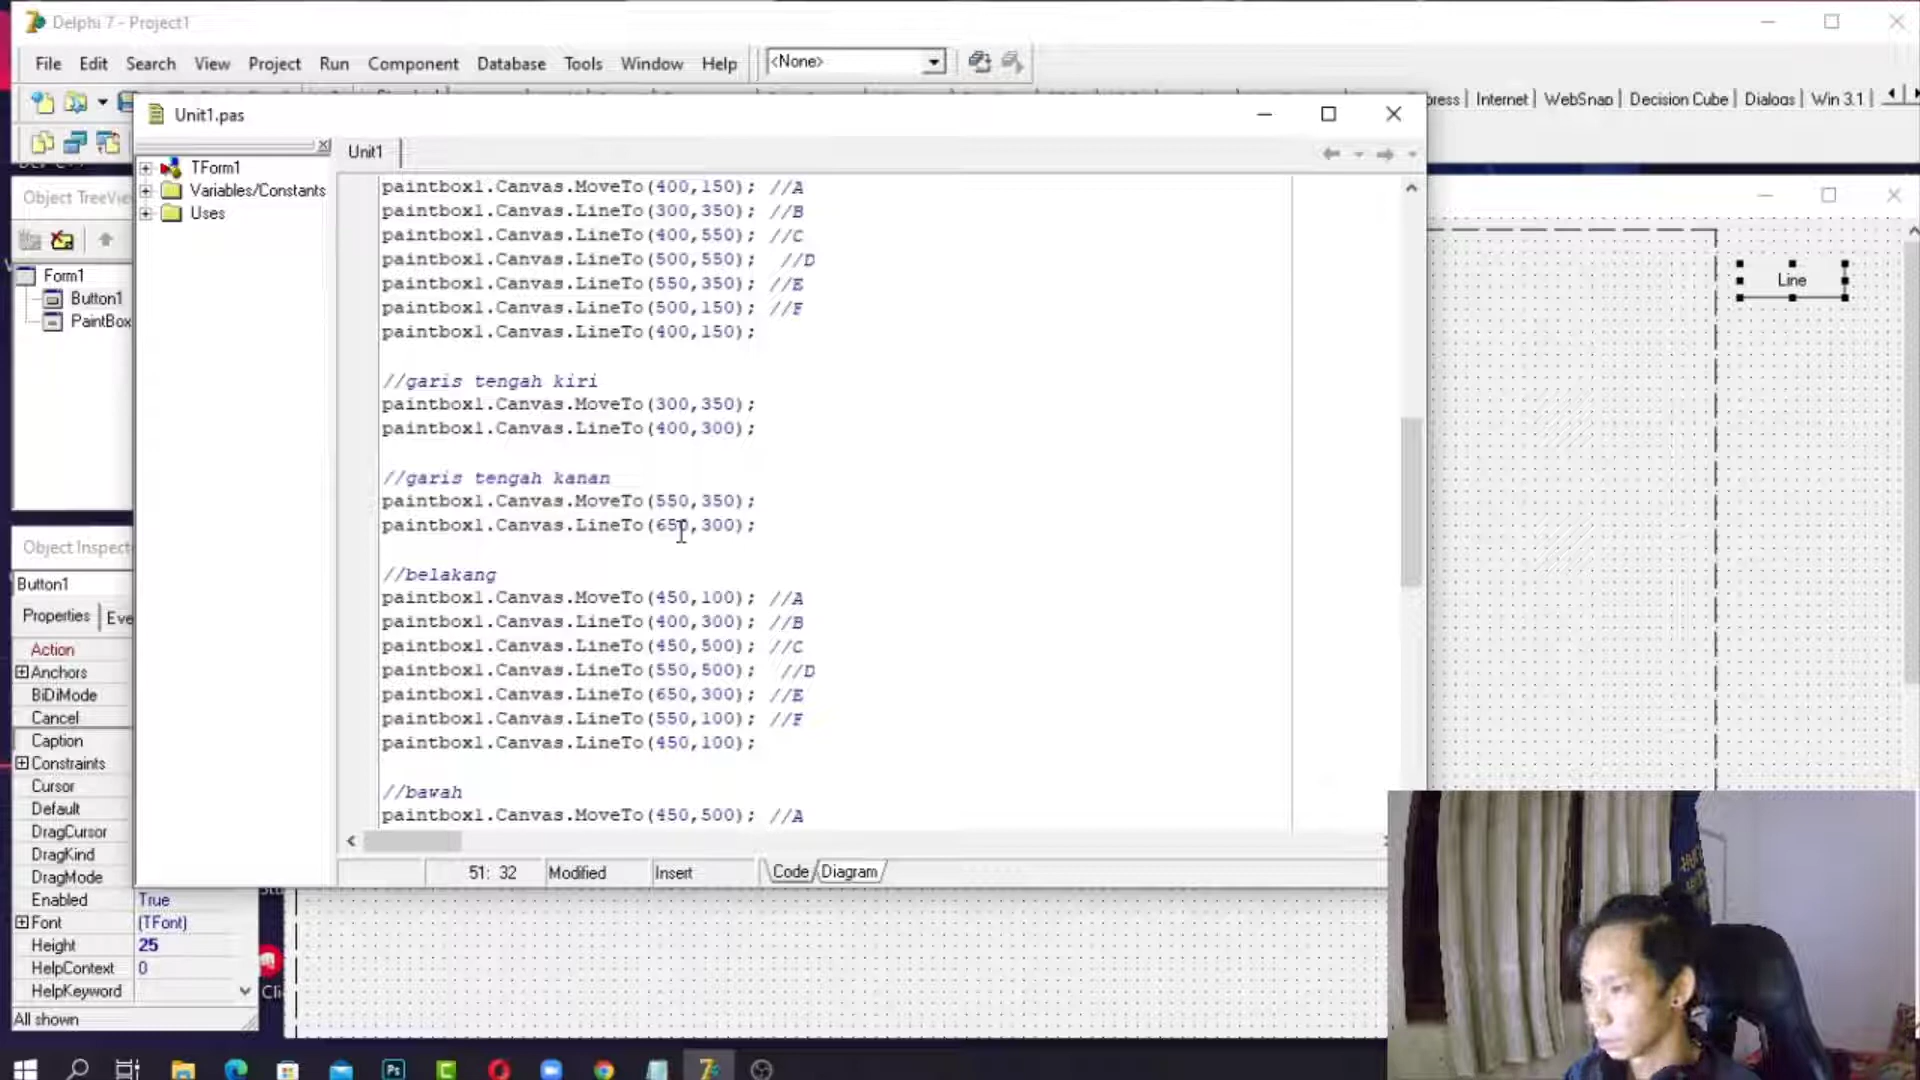 Delphi 7 - Project1
File Edit Search View Project Run Component Database Tools Window Help <None>
Internet WebSnap Decision Cube Dialogs Win 3.1
Unit1.pas
Unit1
TForm1
Variables/Constants
Uses
Object TreeVie
Form1
Button1
PaintBox
paintbox1.Canvas.MoveTo(400,150); //A
paintbox1.Canvas.LineTo(300,350); //B
paintbox1.Canvas.LineTo(400,550); //C
paintbox1.Canvas.LineTo(500,550); //D
paintbox1.Canvas.LineTo(550,350); //E
paintbox1.Canvas.LineTo(500,150); //F
paintbox1.Canvas.LineTo(400,150);
//garis tengah kiri
paintbox1.Canvas.MoveTo(300,350);
paintbox1.Canvas.LineTo(400,300);
//garis tengah kanan
paintbox1.Canvas.MoveTo(550,350);
paintbox1.Canvas.LineTo(650,300);
//belakang
paintbox1.Canvas.MoveTo(450,100); //A
paintbox1.Canvas.LineTo(400,300); //B
paintbox1.Canvas.LineTo(450,500); //C
paintbox1.Canvas.LineTo(550,500); //D
paintbox1.Canvas.LineTo(650,300); //E
paintbox1.Canvas.LineTo(550,100); //F
paintbox1.Canvas.LineTo(450,100);
//bawah
paintbox1.Canvas.MoveTo(450,500); //A
51: 32 Modified Insert Code Diagram
Line
Object Inspect
Button1
Properties Eve
Action
Anchors
BiDiMode
Cancel
Caption
Constraints
Cursor
Default
DragCursor
DragKind
DragMode
Enabled True
Font (TFont)
Height 25
HelpContext 0
HelpKeyword
All shown
Cli
Ps